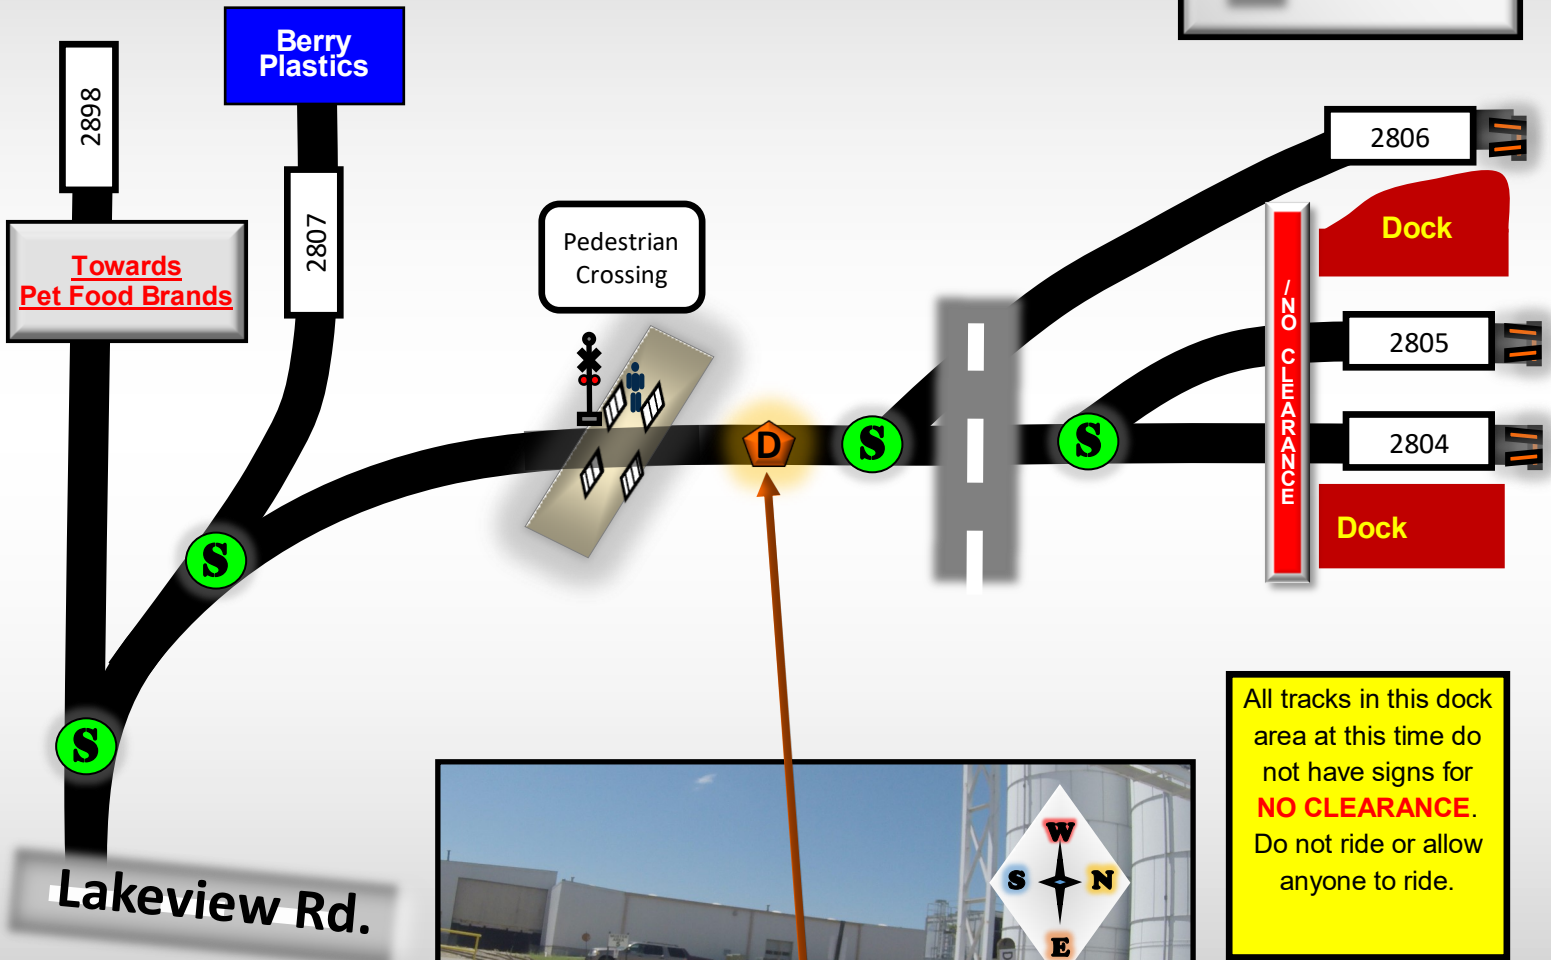 Berry
Plastics
2898
2807
2806
Pedestrian
Crossing
Towards
Pet Food Brands
Dock
/NO CLEARANCE
2805
D
S
S
2804
Dock
S
S
All tracks in this dock
area at this time do
not have signs for
NO CLEARANCE.
Do not ride or allow
anyone to ride.
W
S
N
E
Lakeview Rd.